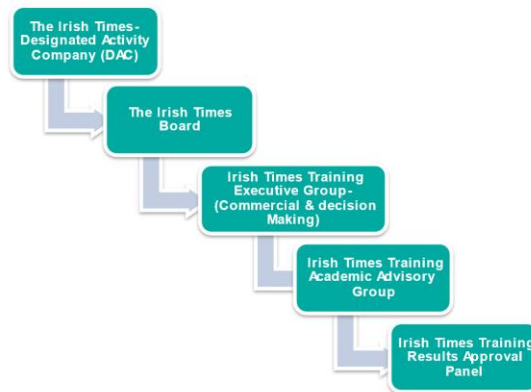 The Irish Times-
Designated Activity
Company (DAC)
The Irish Times
Board
Irish Times Training
Executive Group-
(Commercial & decision
Making)
Irish Times Training
Academic Advisory
Group
Irish Times Training
Results Approval
Panel